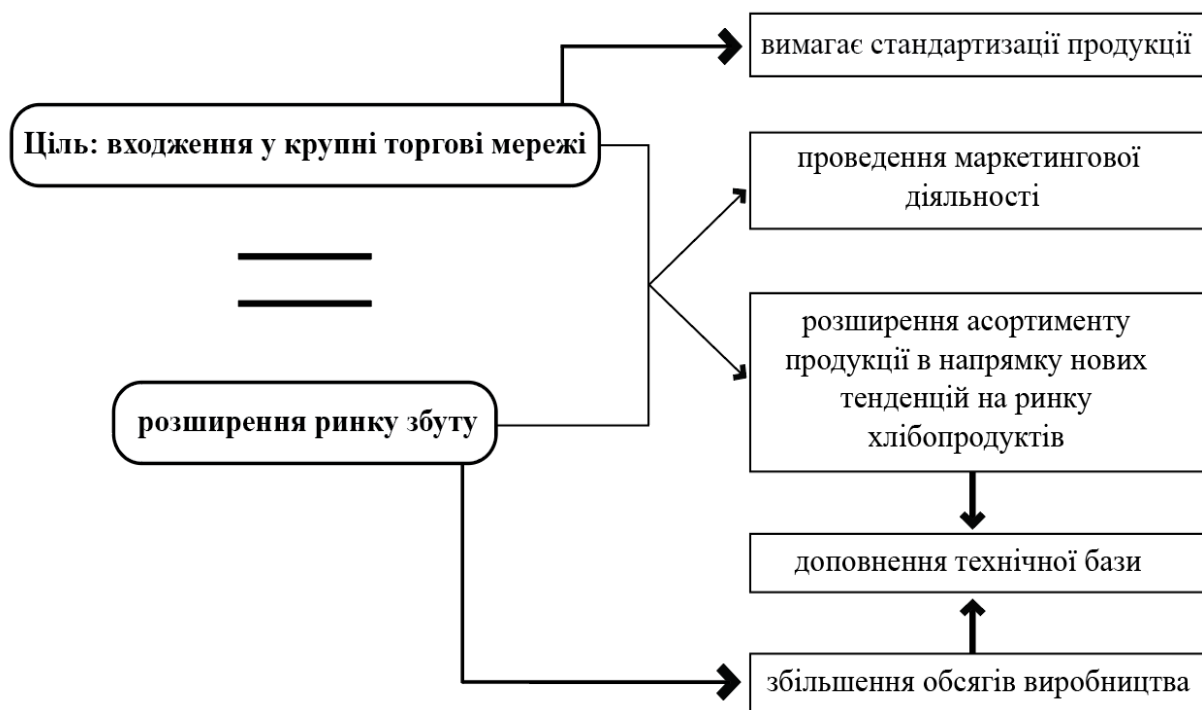 вимагає стандартизації продукції
Ціль: входження у крупні торгові мережі
проведення маркетингової
діяльності
розширення асортименту
продукції в напрямку нових
тенденцій на ринку
хлібопродуктів
розширення ринку збуту
доповнення технічної бази
збільшення обсягів виробництва